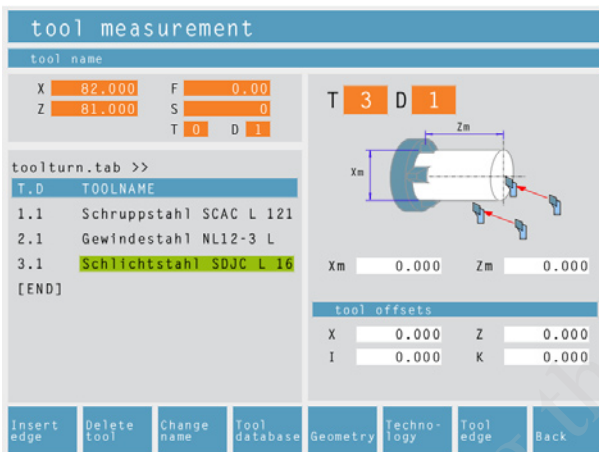 tool measurement
tool name
X 82.000 F 0.00
Z 81.000 S 0
T 0 D 1
toolturn.tab >>
T.D TOOLNAME
1.1 Schruppstahl SCAC L 121
2.1 Gewindestahl NL12-3 L
3.1 Schlichtstahl SDJC L 16
[END]
T 3 D 1
Zm
Xm
Xm 0.000 Zm 0.000
tool offsets
X 0.000 Z 0.000
I 0.000 K 0.000
Insert edge
Delete tool
Change name
Tool database
Geometry
Techno-logy
Tool edge
Back